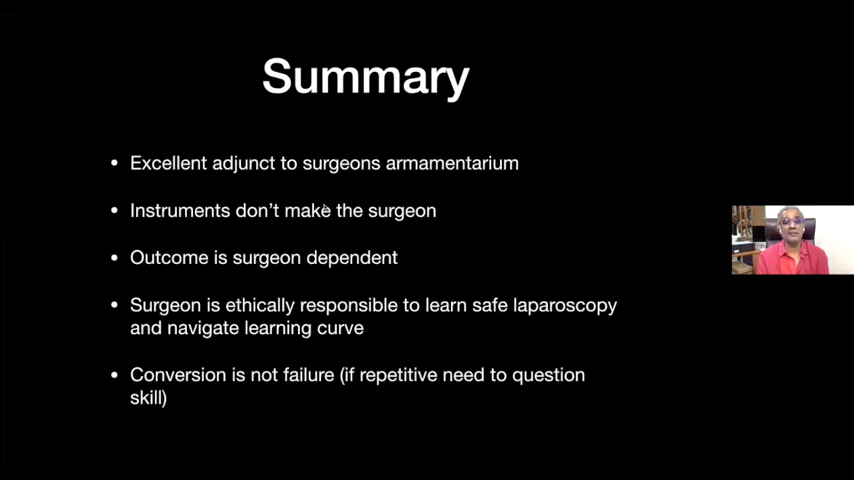 Summary
• Excellent adjunct to surgeons armamentarium
• Instruments don't make the surgeon
• Outcome is surgeon dependent
• Surgeon is ethically responsible to learn safe laparoscopy
and navigate learning curve
• Conversion is not failure (if repetitive need to question
skill)